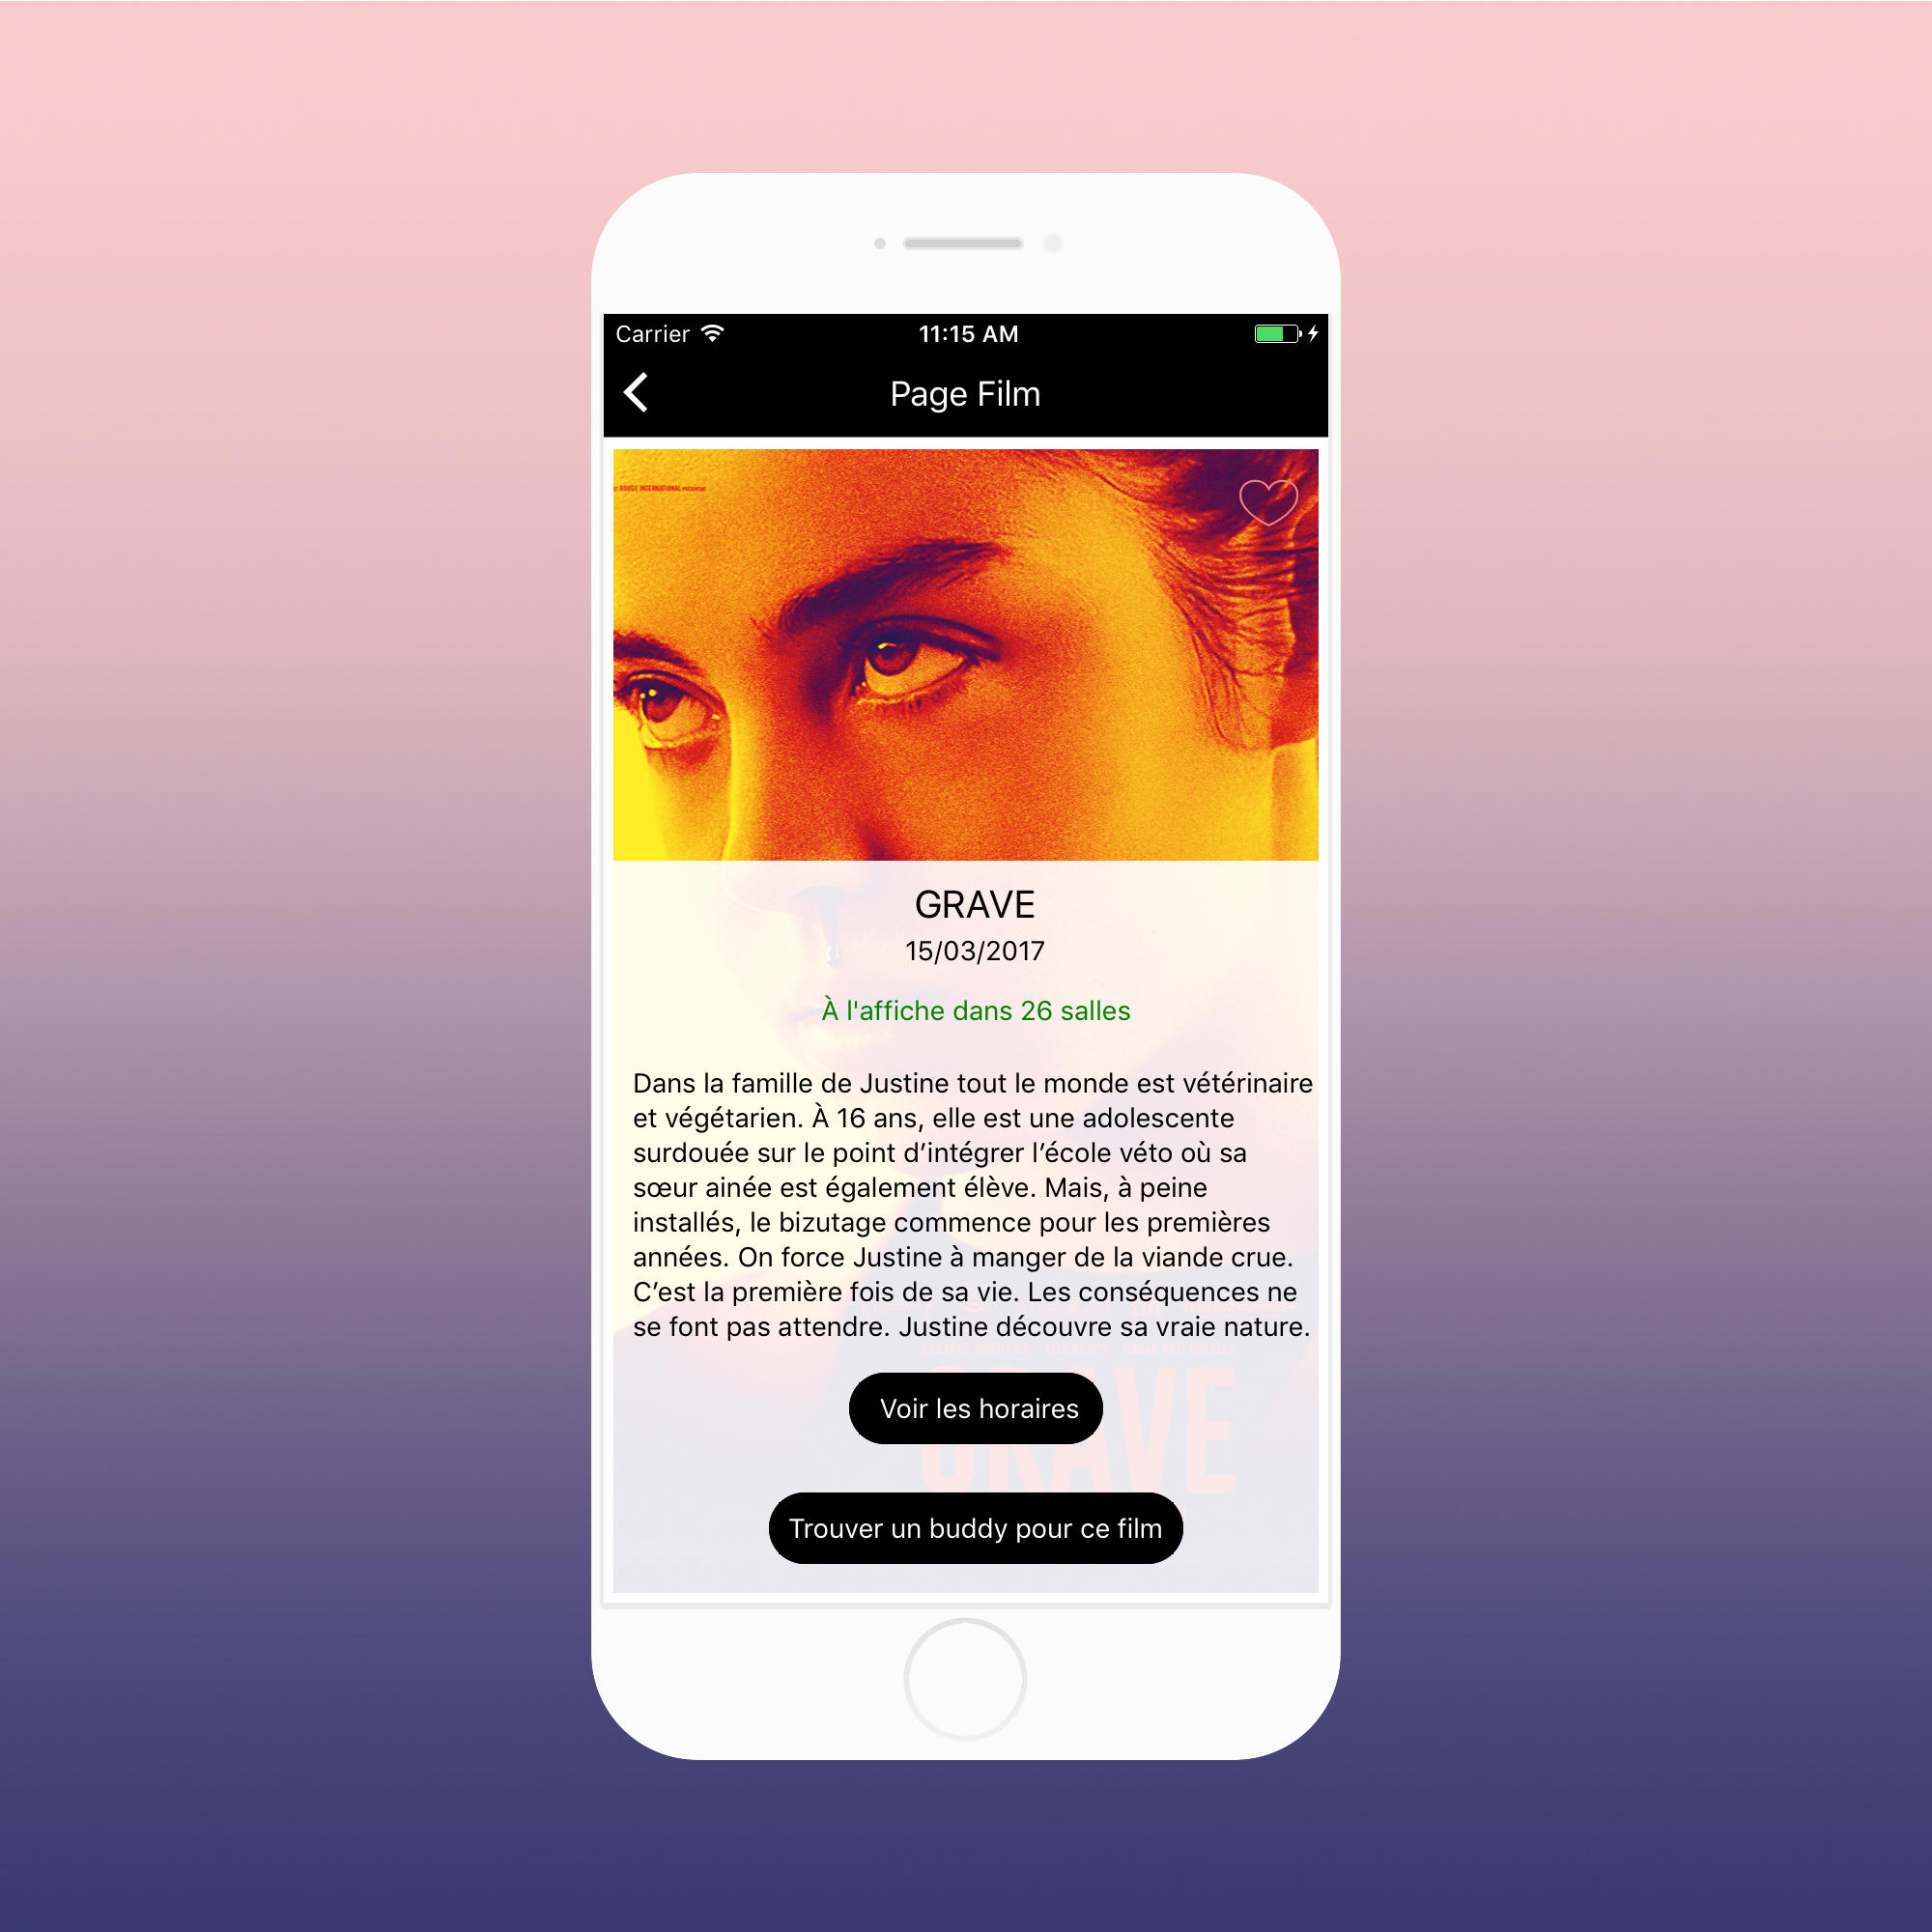 Carrier
11:15 AM
Page Film
ROUGE INTERNATIONAL
GRAVE
15/03/2017
À l'affiche dans 26 salles
Dans la famille de Justine tout le monde est vétérinaire
et végétarien. À 16 ans, elle est une adolescente
surdouée sur le point d’intégrer l’école véto où sa
sœur ainée est également élève. Mais, à peine
installés, le bizutage commence pour les premières
années. On force Justine à manger de la viande crue.
C’est la première fois de sa vie. Les conséquences ne
se font pas attendre. Justine découvre sa vraie nature.
Voir les horaires
GRAVE
Trouver un buddy pour ce film